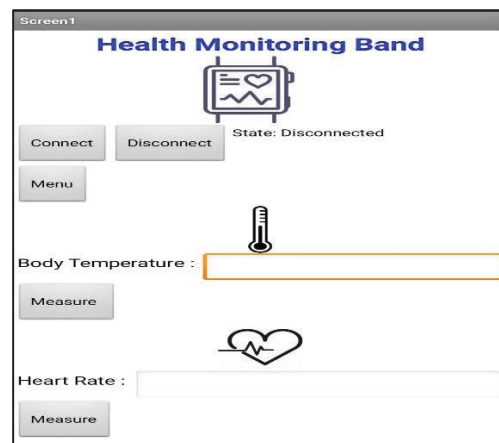 Screen1
Health Monitoring Band
Connect Disconnect State: Disconnected
Menu
Body Temperature :
Measure
Heart Rate :
Measure